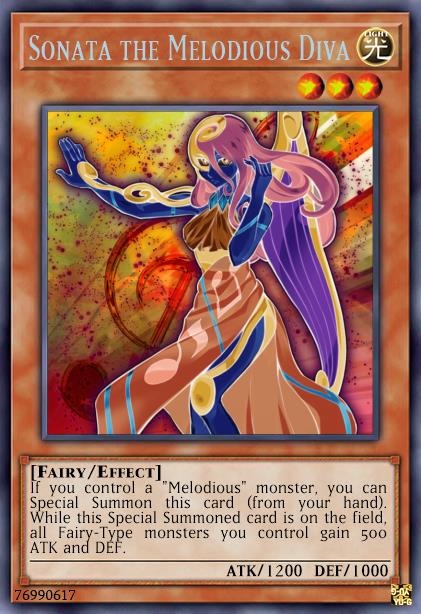 Sonata the Melodious Diva
LIGHT
光
[Fairy/Effect]
If you control a "Melodious" monster, you can
Special Summon this card (from your hand).
While this Special Summoned card is on the field,
all Fairy-Type monsters you control gain 500
ATK and DEF.
ATK/1200 DEF/1000
76990617